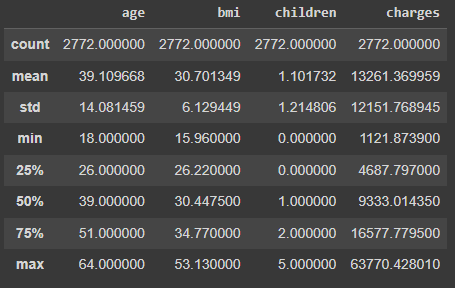 age bmi children charges
count 2772.000000 2772.000000 2772.000000 2772.000000
mean 39.109668 30.701349 1.101732 13261.369959
std 14.081459 6.129449 1.214806 12151.768945
min 18.000000 15.960000 0.000000 1121.873900
25% 26.000000 26.220000 0.000000 4687.797000
50% 39.000000 30.447500 1.000000 9333.014350
75% 51.000000 34.770000 2.000000 16577.779500
max 64.000000 53.130000 5.000000 63770.428010